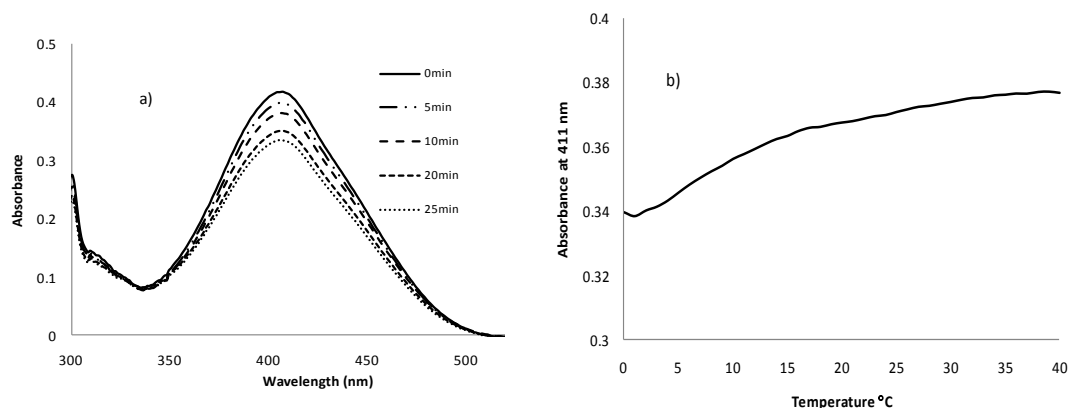 a)
0.5
0.4
0.3
0.2
0.1
0
300
350
400
450
500
Absorbance
Wavelength (nm)
0min
5min
10min
20min
25min
b)
0.4
0.38
0.36
0.34
0.32
0.3
0
5
10
15
20
25
30
35
40
Absorbance at 411 nm
Temperature °C